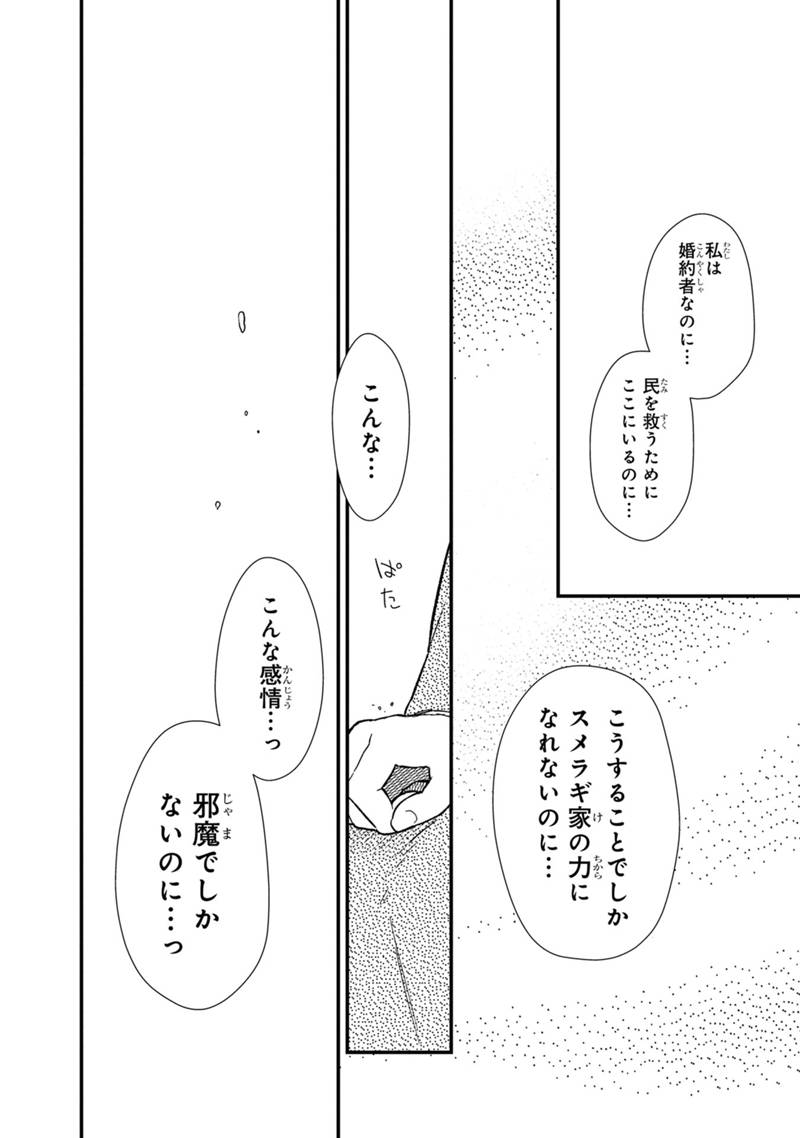 私は
婚約者なのに…
民を救うために
ここにいるのに…
こうすることでしか
スメラギ家の力に
なれないのに…
こんな…
ぱた
こんな感情…っ
邪魔でしか
ないのに…っ